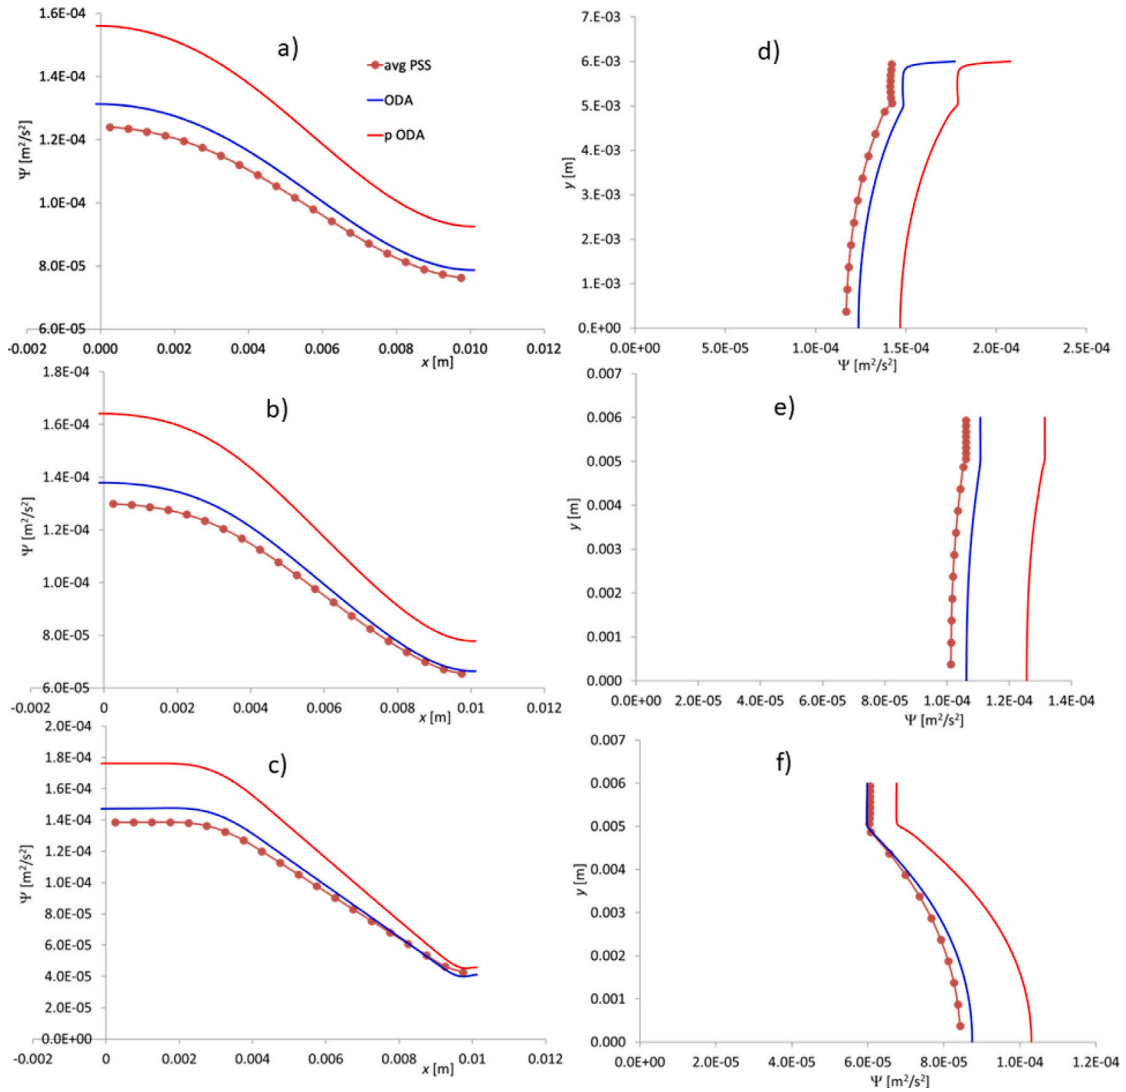 a)
avg PSS
ODA
p ODA
Ψ [m²/s²]
1.6E-04
1.4E-04
1.2E-04
1.0E-04
8.0E-05
6.0E-05
-0.002 0.000 0.002 0.004 0.006 0.008 0.010 0.012
x [m]
d)
y [m]
7.E-03
6.E-03
5.E-03
4.E-03
3.E-03
2.E-03
1.E-03
0.E+00
0.0E+00 5.0E-05 1.0E-04 1.5E-04 2.0E-04 2.5E-04
Ψ [m²/s²]
b)
Ψ [m²/s²]
1.8E-04
1.6E-04
1.4E-04
1.2E-04
1.0E-04
8.0E-05
6.0E-05
-0.002 0 0.002 0.004 0.006 0.008 0.01 0.012
x [m]
e)
y [m]
0.007
0.006
0.005
0.004
0.003
0.002
0.001
0.000
0.0E+00 2.0E-05 4.0E-05 6.0E-05 8.0E-05 1.0E-04 1.2E-04 1.4E-04
Ψ [m²/s²]
c)
Ψ [m²/s²]
2.0E-04
1.8E-04
1.6E-04
1.4E-04
1.2E-04
1.0E-04
8.0E-05
6.0E-05
4.0E-05
2.0E-05
0.0E+00
-0.002 0 0.002 0.004 0.006 0.008 0.01 0.012
x [m]
f)
y [m]
0.007
0.006
0.005
0.004
0.003
0.002
0.001
0.000
0.0E+00 2.0E-05 4.0E-05 6.0E-05 8.0E-05 1.0E-04 1.2E-04
Ψ [m²/s²]